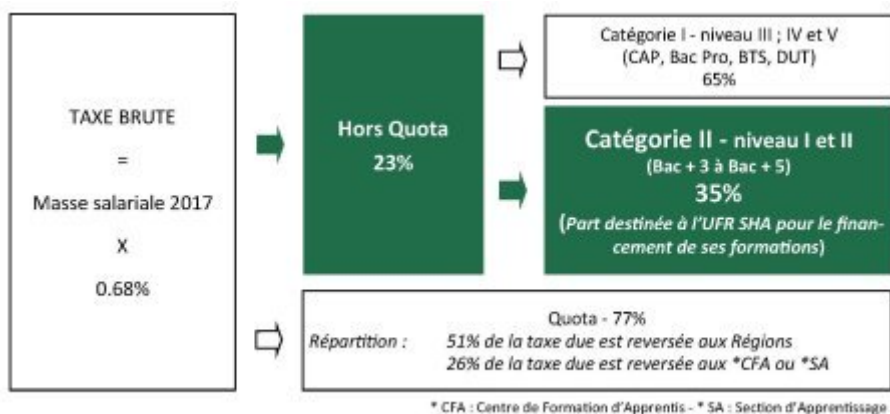 TAXE BRUTE
=
Masse salariale 2017
X
0.68%
Hors Quota
23%
Catégorie I - niveau III ; IV et V
(CAP, Bac Pro, BTS, DUT)
65%
Catégorie II - niveau I et II
(Bac + 3 à Bac + 5)
35%
(Part destinée à l'UFR SHA pour le finan-
cement de ses formations)
Quota - 77%
Répartition : 51% de la taxe due est reversée aux Régions
26% de la taxe due est reversée aux *CFA ou *SA
* CFA : Centre de Formation d'Apprentis - * SA : Section d'Apprentissage